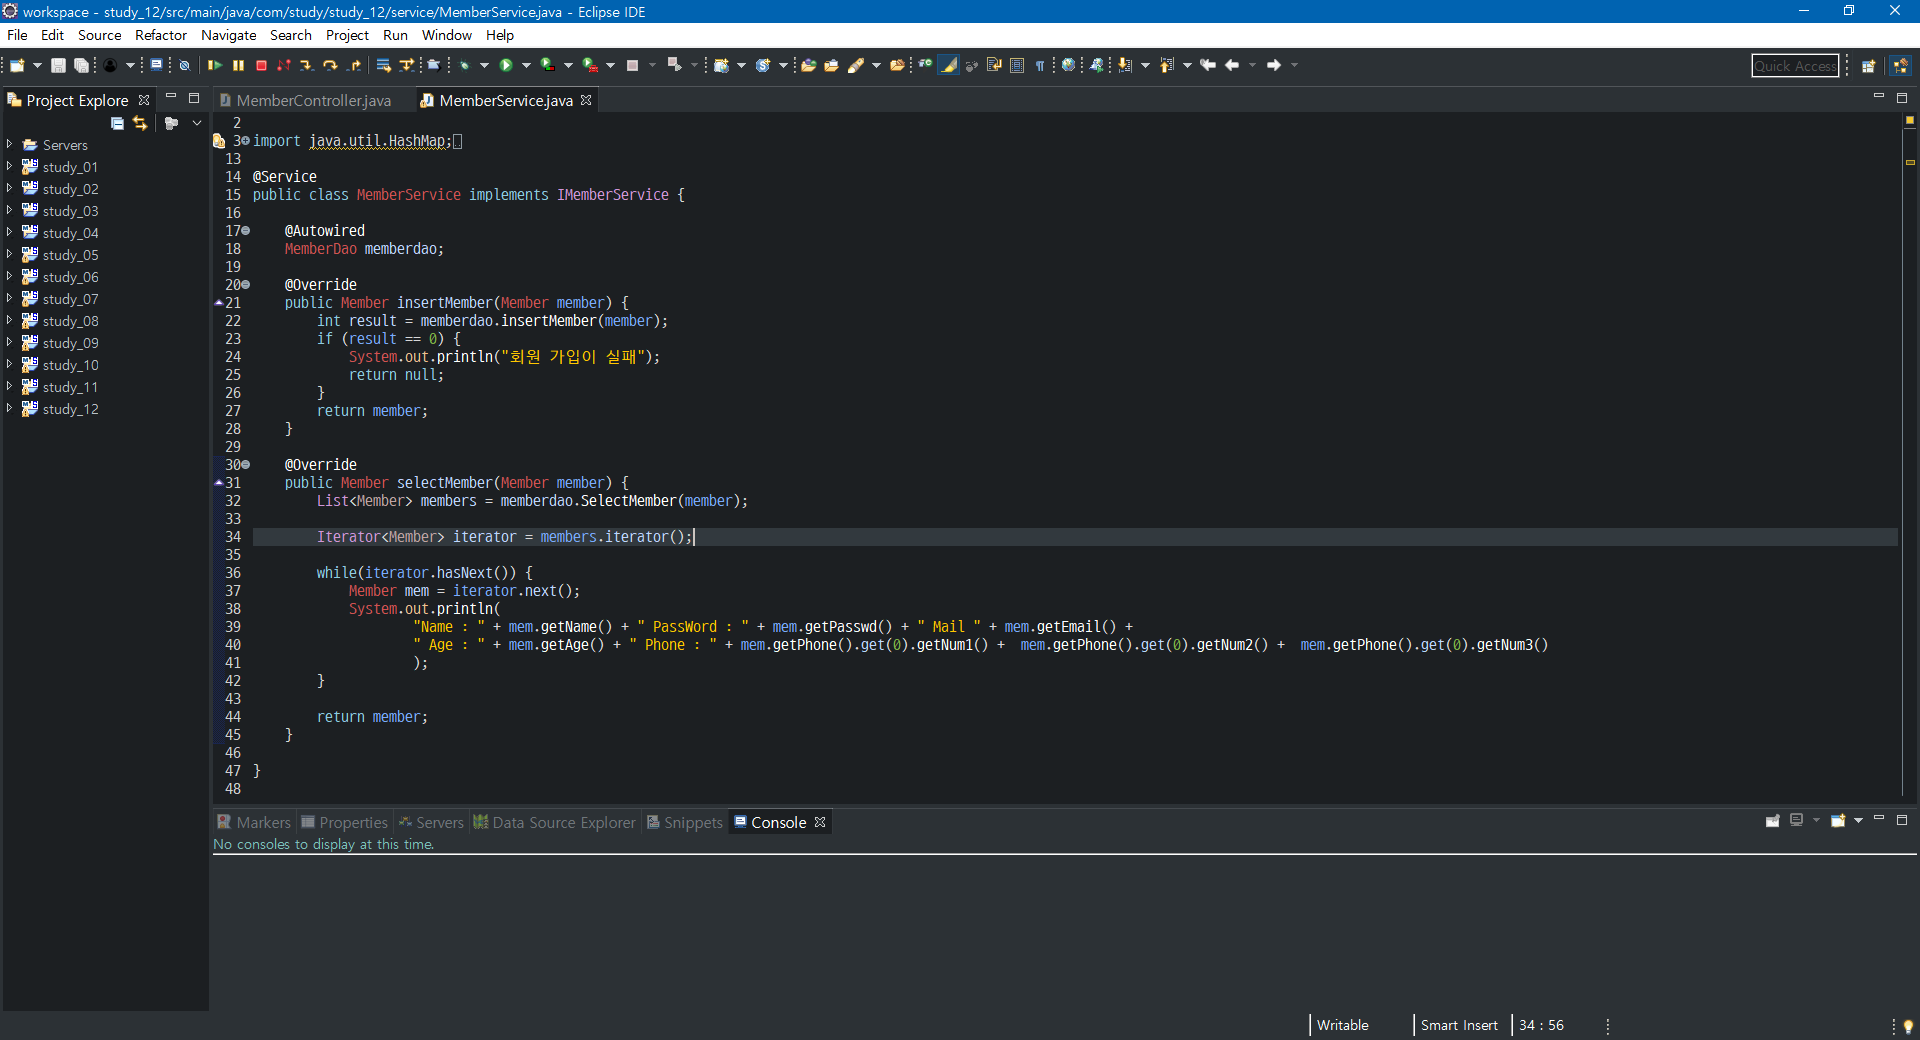 workspace - study_12/src/main/java/com/study/study_12/service/MemberService.java - Eclipse IDE
File Edit Source Refactor Navigate Search Project Run Window Help
Quick Access
Project Explore
MemberController.java
MemberService.java
Servers
study_01
study_02
study_03
study_04
study_05
study_06
study_07
study_08
study_09
study_10
study_11
study_12
2
3 import java.util.HashMap;
13
14 @Service
15 public class MemberService implements IMemberService {
16
17 @Autowired
18 MemberDao memberdao;
19
20 @Override
21 public Member insertMember(Member member) {
22 int result = memberdao.insertMember(member);
23 if (result == 0) {
24 System.out.println("회원 가입이 실패");
25 return null;
26 }
27 return member;
28 }
29
30 @Override
31 public Member selectMember(Member member) {
32 List<Member> members = memberdao.SelectMember(member);
33
34 Iterator<Member> iterator = members.iterator();
35
36 while(iterator.hasNext()) {
37 Member mem = iterator.next();
38 System.out.println(
39 "Name : " + mem.getName() + " PassWord : " + mem.getPasswd() + " Mail " + mem.getEmail() +
40 " Age : " + mem.getAge() + " Phone : " + mem.getPhone().get(0).getNum1() + mem.getPhone().get(0).getNum2() + mem.getPhone().get(0).getNum3()
41 );
42 }
43
44 return member;
45 }
46
47 }
48
Markers Properties Servers Data Source Explorer Snippets Console
No consoles to display at this time.
Writable Smart Insert 34 : 56